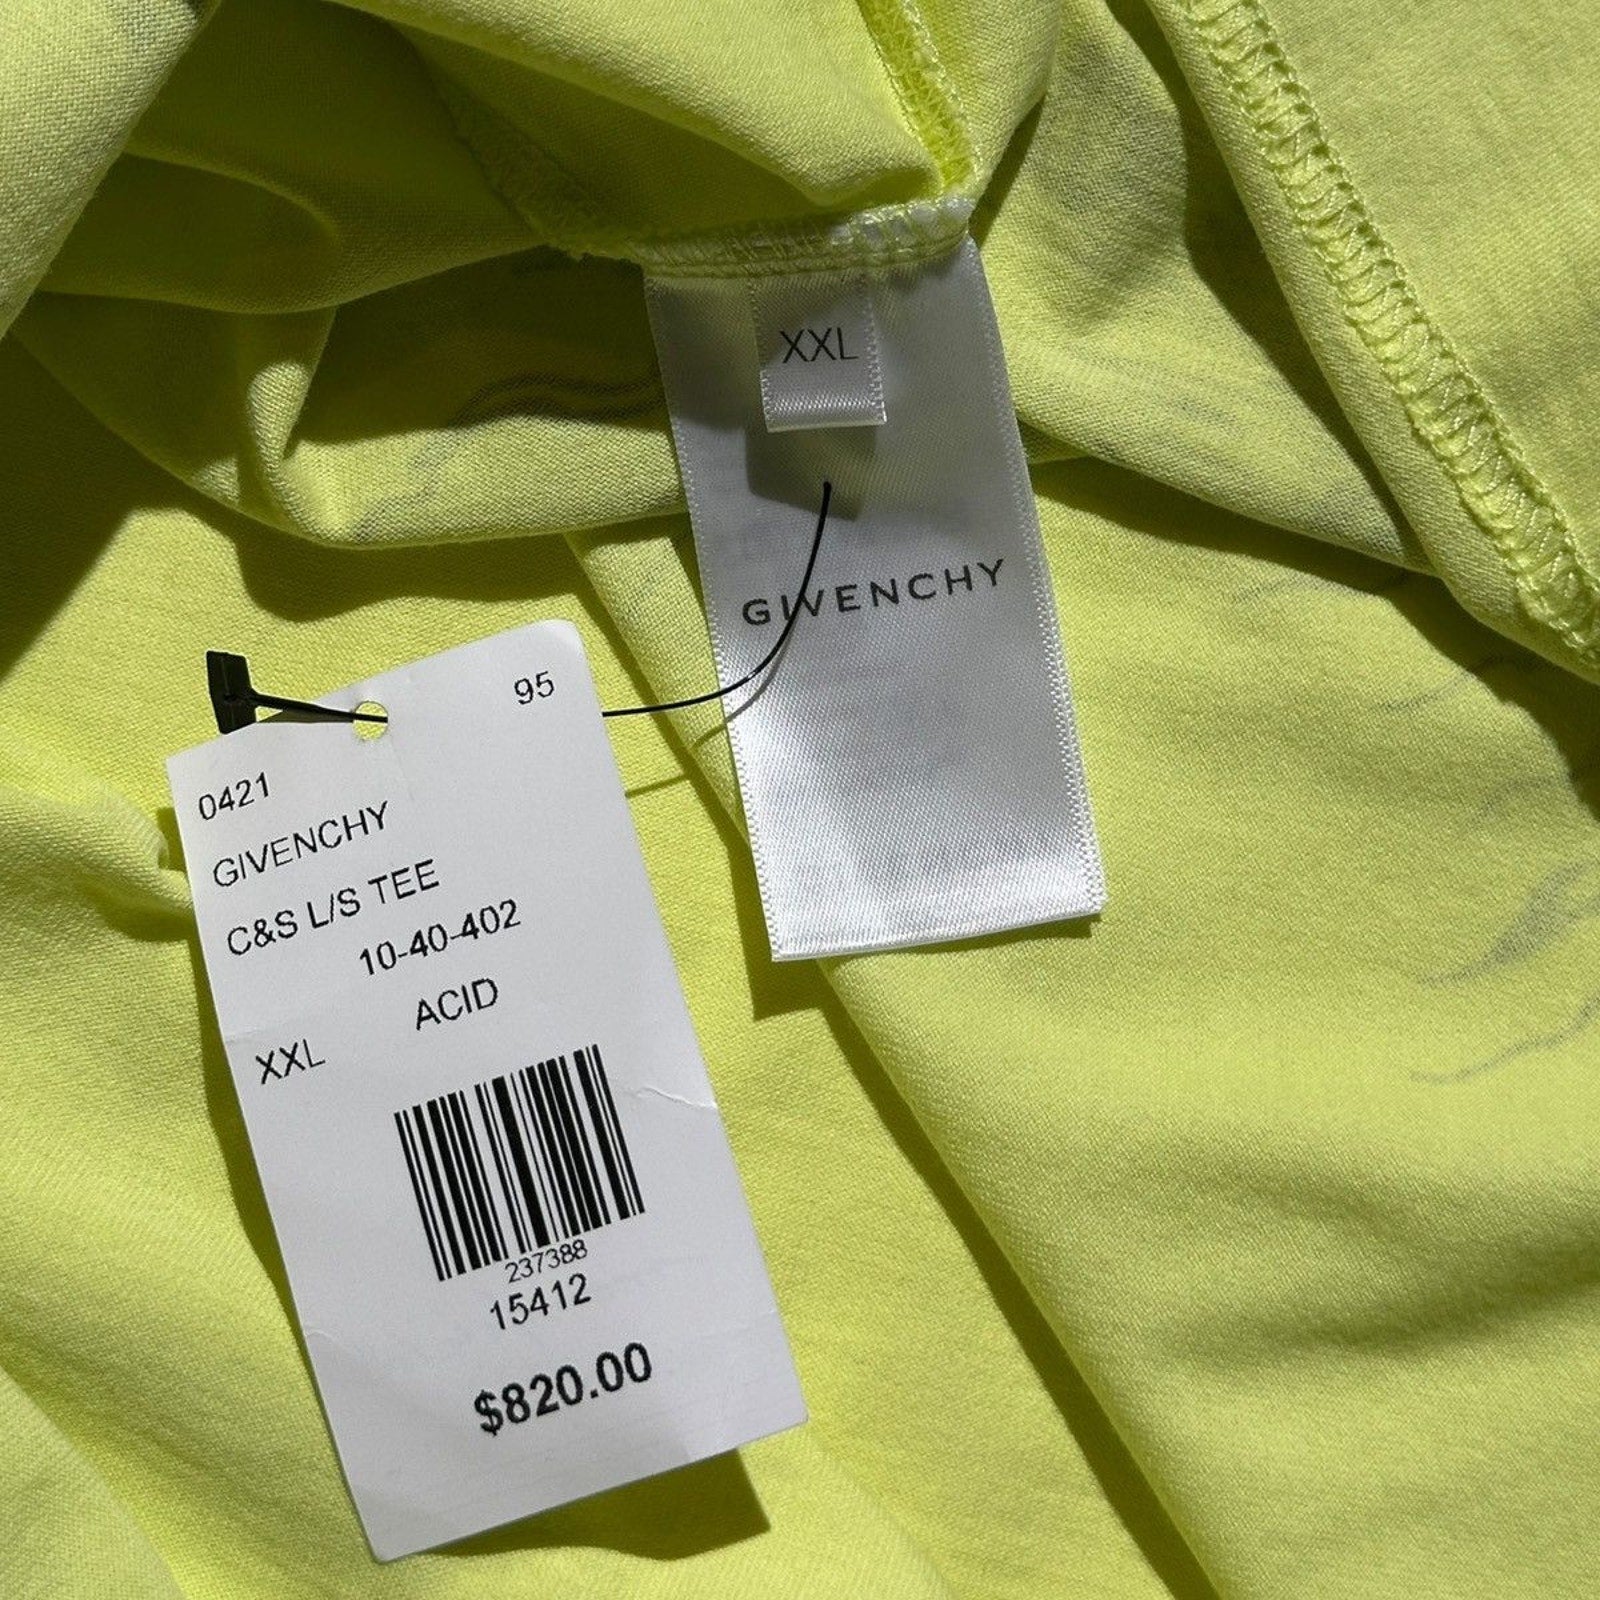 XXL
GIVENCHY
95
0421
GIVENCHY
C&S L/S TEE
10-40-402
ACID
XXL
237388
15412
$820.00